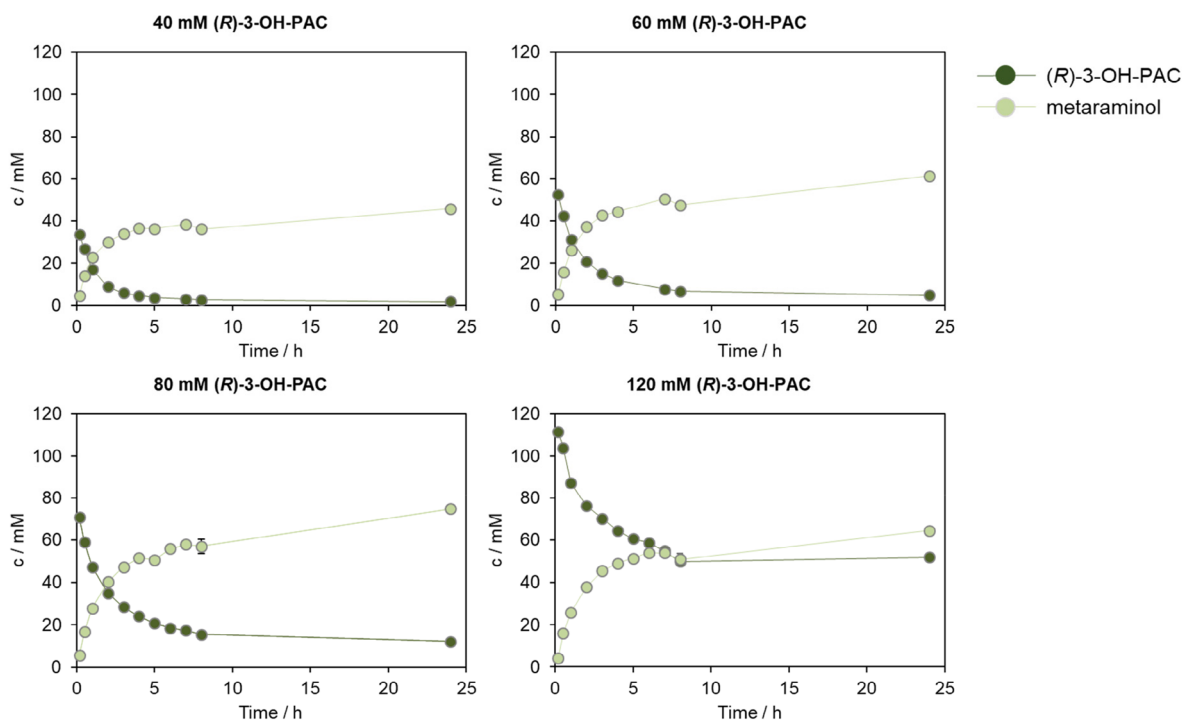 40 mM (R)-3-OH-PAC
60 mM (R)-3-OH-PAC
(R)-3-OH-PAC
metaraminol
120
100
80
60
40
20
0
c / mM
0 5 10 15 20 25
Time / h
120
100
80
60
40
20
0
c / mM
0 5 10 15 20 25
Time / h
80 mM (R)-3-OH-PAC
120 mM (R)-3-OH-PAC
120
100
80
60
40
20
0
c / mM
0 5 10 15 20 25
Time / h
120
100
80
60
40
20
0
c / mM
0 5 10 15 20 25
Time / h